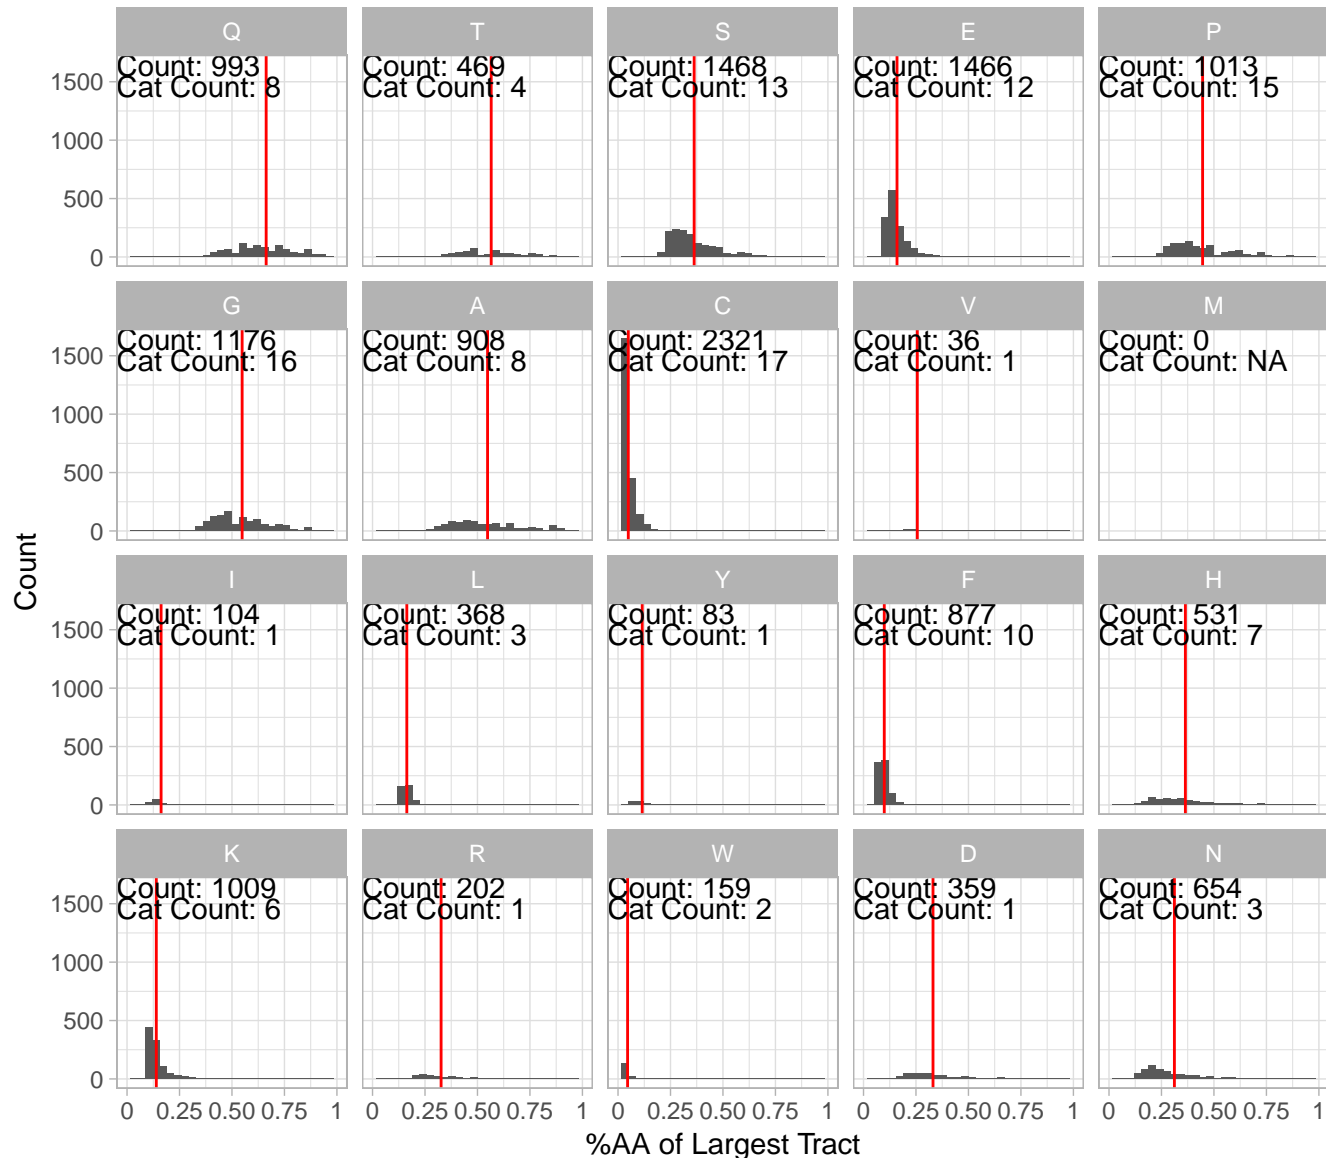 Q T S E P
Count: 993 Count: 469 Count: 1468 Count: 1466 Count: 1013
1500 Cat Count: 8 Cat Count: 4 Cat Count: 13 Cat Count: 12 Cat Count: 15
1000
500
0
G A C V M
Count: 1176 Count: 908 Count: 2321 Count: 36 Count: 0
1500 Cat Count: 16 Cat Count: 8 Cat Count: 17 Cat Count: 1 Cat Count: NA
1000
500
0
Count
I L Y F H
Count: 104 Count: 368 Count: 83 Count: 877 Count: 531
1500 Cat Count: 1 Cat Count: 3 Cat Count: 1 Cat Count: 10 Cat Count: 7
1000
500
0
K R W D N
Count: 1009 Count: 202 Count: 159 Count: 359 Count: 654
1500 Cat Count: 6 Cat Count: 1 Cat Count: 2 Cat Count: 1 Cat Count: 3
1000
500
0
0 0.25 0.50 0.75 1 0 0.25 0.50 0.75 1 0 0.25 0.50 0.75 1 0 0.25 0.50 0.75 1 0 0.25 0.50 0.75 1
%AA of Largest Tract